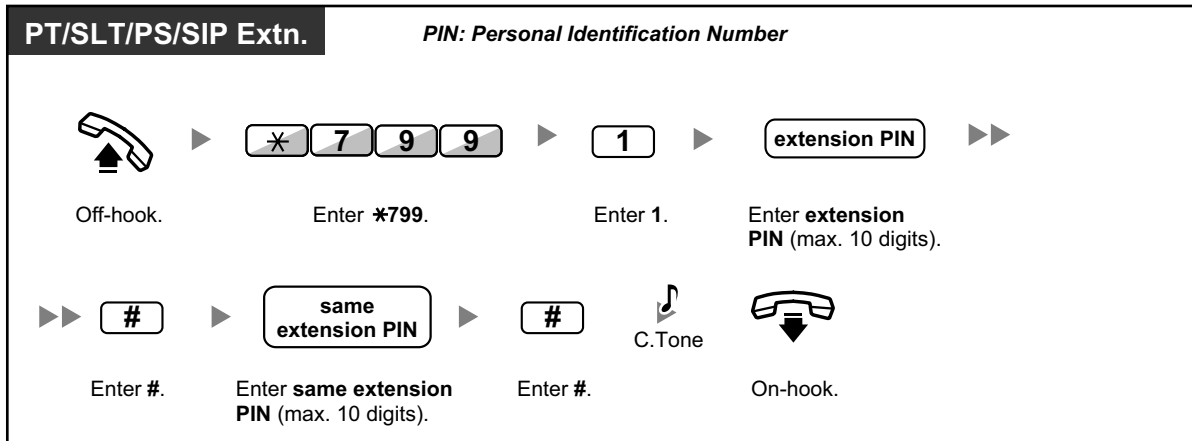 PT/SLT/PS/SIP Extn. PIN: Personal Identification Number
* 7 9 9 1 extension PIN
Off-hook. Enter *799. Enter 1. Enter extension
PIN (max. 10 digits).
# same
extension PIN # C.Tone
Enter #. Enter same extension
PIN (max. 10 digits). Enter #. On-hook.